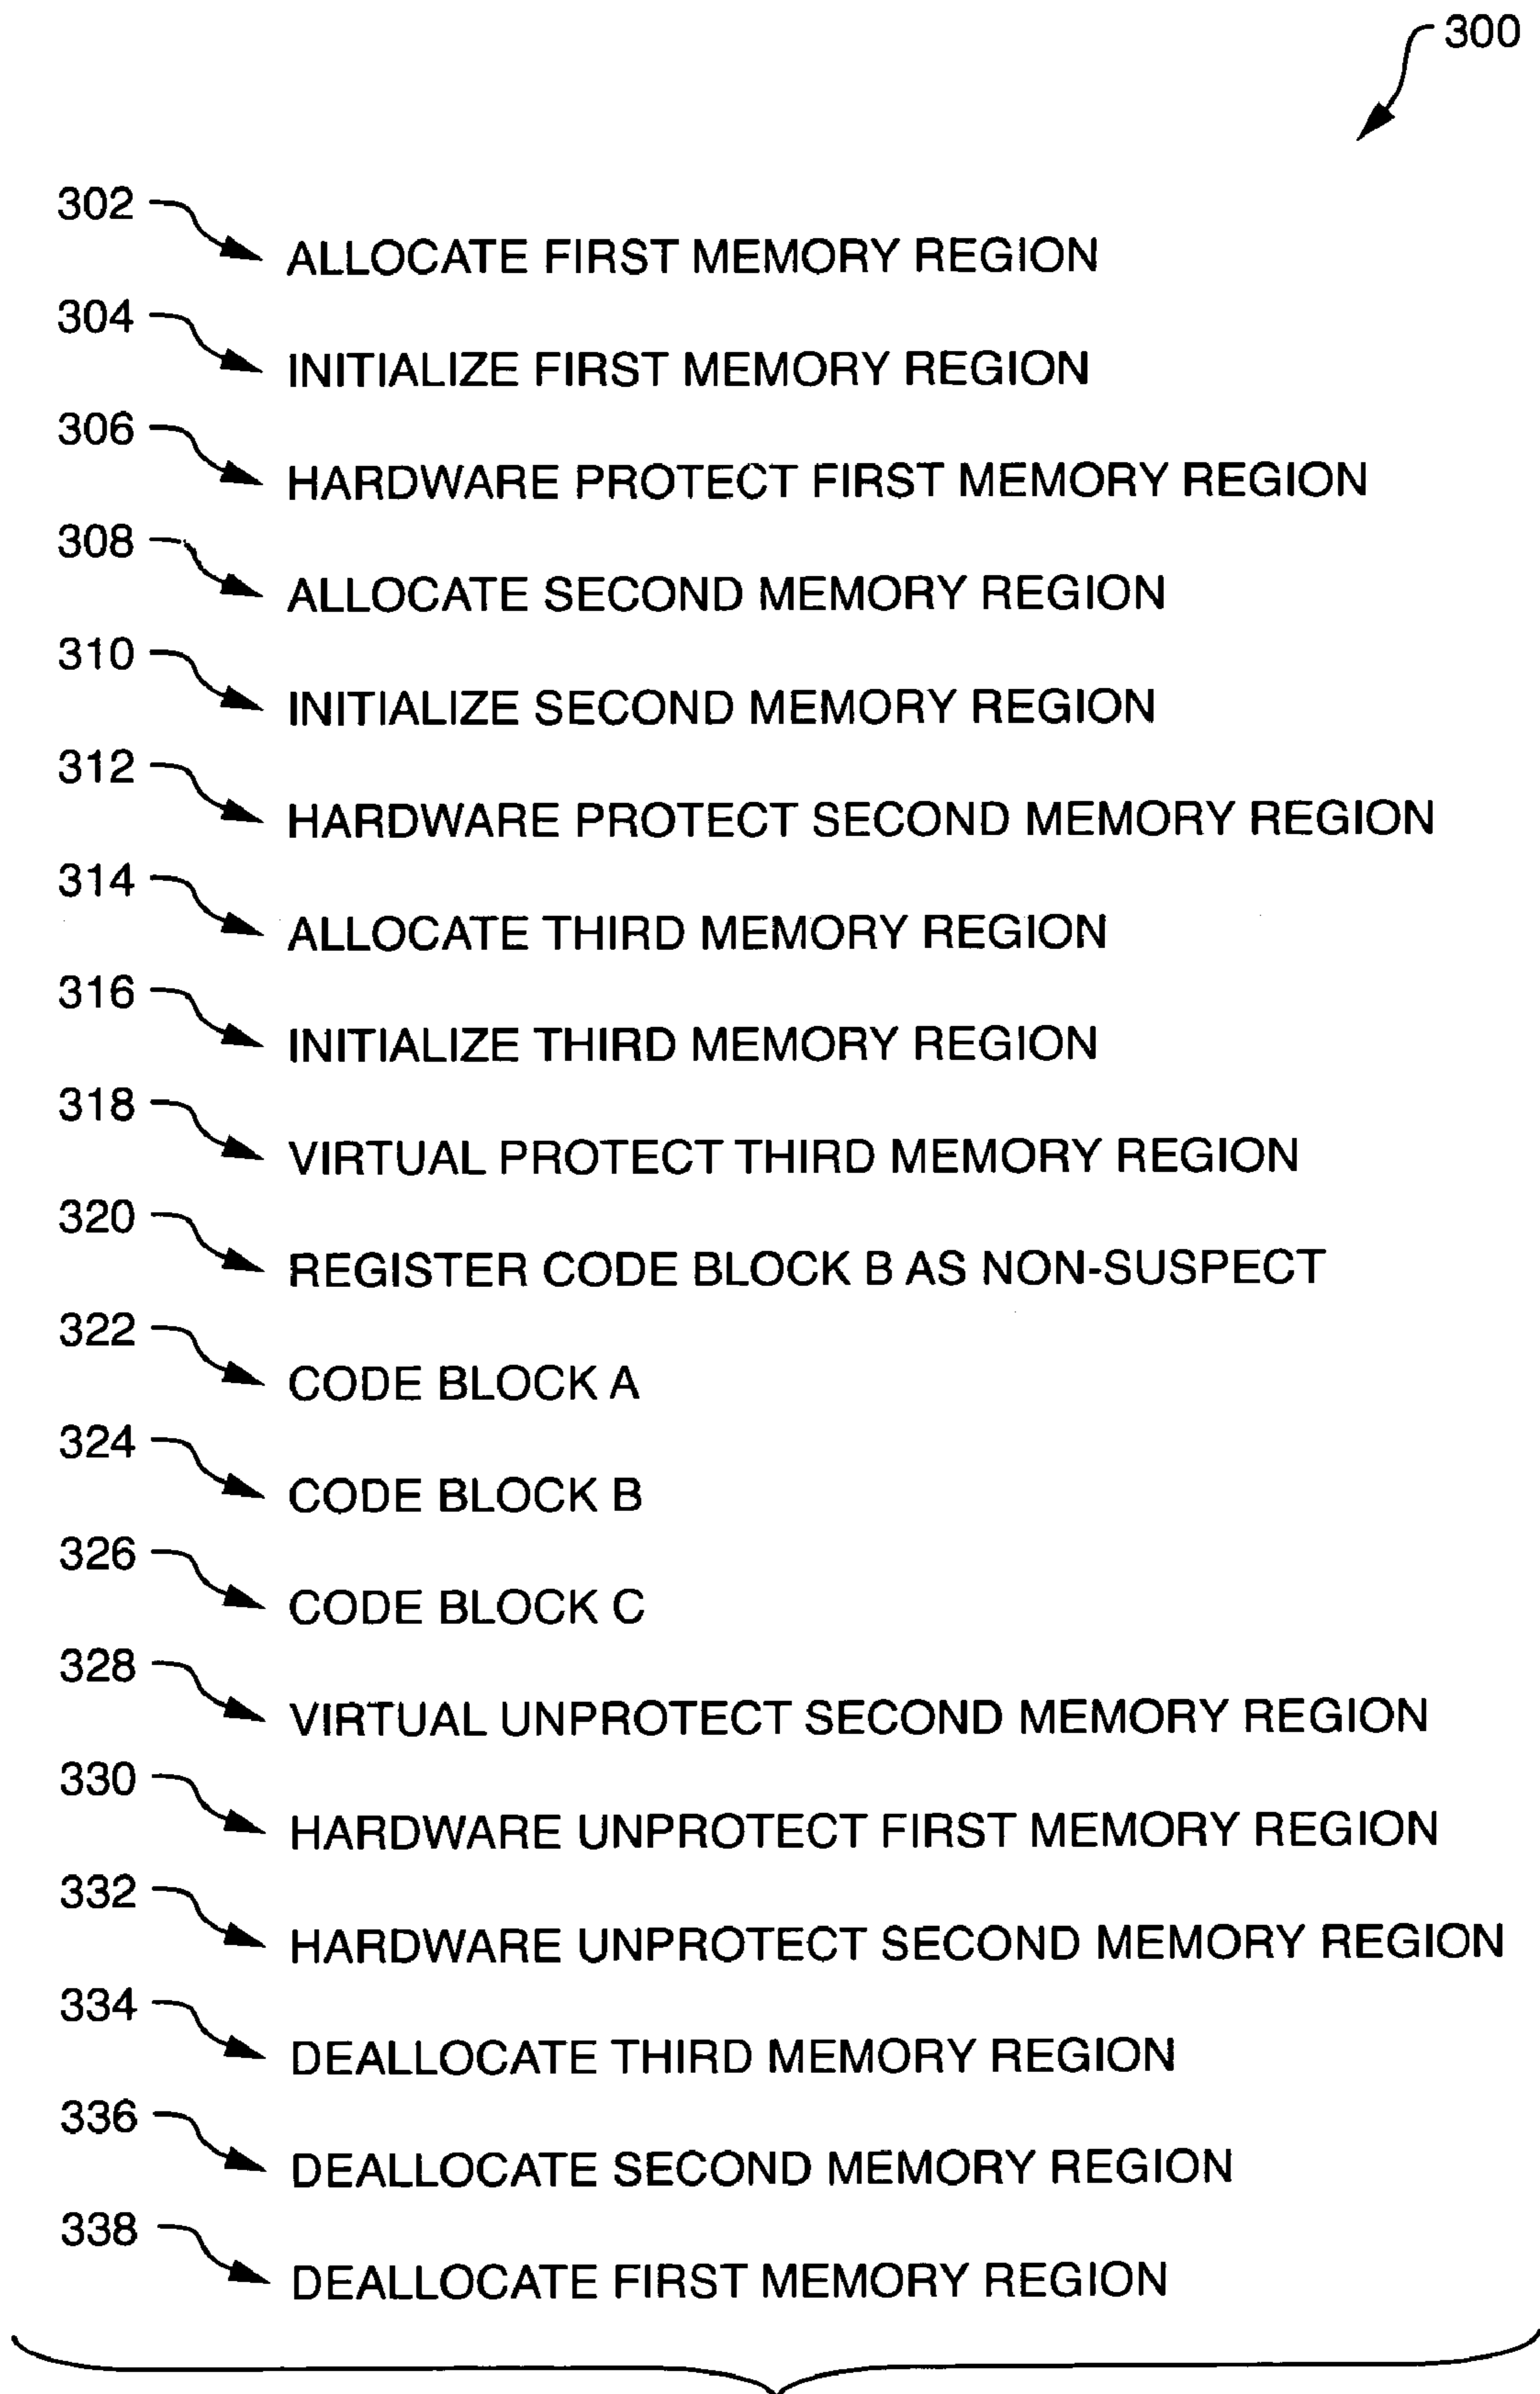 300
302
ALLOCATE FIRST MEMORY REGION
304
INITIALIZE FIRST MEMORY REGION
306
HARDWARE PROTECT FIRST MEMORY REGION
308
ALLOCATE SECOND MEMORY REGION
310
INITIALIZE SECOND MEMORY REGION
312
HARDWARE PROTECT SECOND MEMORY REGION
314
ALLOCATE THIRD MEMORY REGION
316
INITIALIZE THIRD MEMORY REGION
318
VIRTUAL PROTECT THIRD MEMORY REGION
320
REGISTER CODE BLOCK B AS NON-SUSPECT
322
CODE BLOCK A
324
CODE BLOCK B
326
CODE BLOCK C
328
VIRTUAL UNPROTECT SECOND MEMORY REGION
330
HARDWARE UNPROTECT FIRST MEMORY REGION
332
HARDWARE UNPROTECT SECOND MEMORY REGION
334
DEALLOCATE THIRD MEMORY REGION
336
DEALLOCATE SECOND MEMORY REGION
338
DEALLOCATE FIRST MEMORY REGION